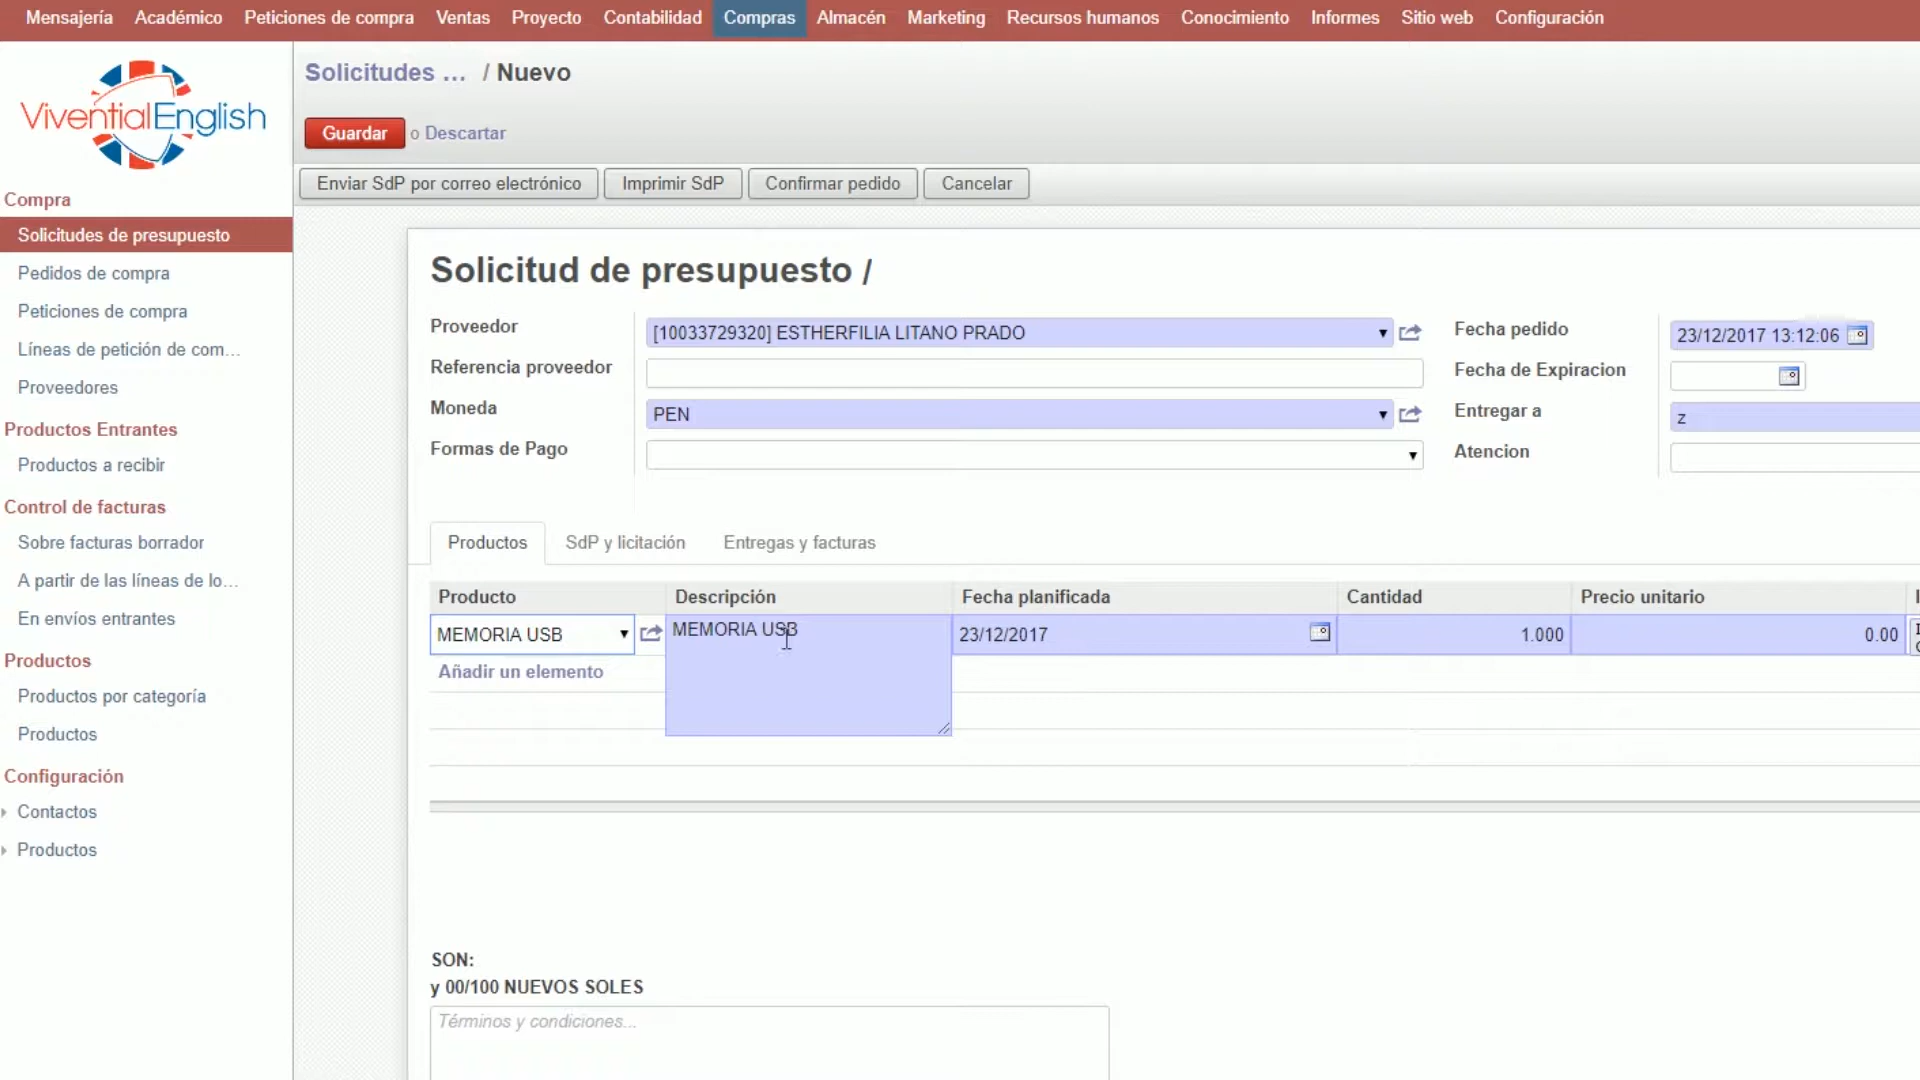 Mensajería Académico Peticiones de compra Ventas Proyecto Contabilidad Compras Almacén Marketing Recursos humanos Conocimiento Informes Sitio web Configuración
ViventialEnglish
Solicitudes ... / Nuevo
Guardar o Descartar
Enviar SdP por correo electrónico Imprimir SdP Confirmar pedido Cancelar
Compra
Solicitudes de presupuesto
Pedidos de compra
Peticiones de compra
Líneas de petición de com...
Proveedores
Productos Entrantes
Productos a recibir
Control de facturas
Sobre facturas borrador
A partir de las líneas de lo...
En envíos entrantes
Productos
Productos por categoría
Productos
Configuración
Contactos
Productos
Solicitud de presupuesto /
Proveedor [10033729320] ESTHERFILIA LITANO PRADO Fecha pedido 23/12/2017 13:12:06
Referencia proveedor Fecha de Expiracion
Moneda PEN Entregar a z
Formas de Pago Atencion
Productos SdP y licitación Entregas y facturas
Producto Descripción Fecha planificada Cantidad Precio unitario
MEMORIA USB MEMORIA USB 23/12/2017 1.000 0.00
Añadir un elemento
SON:
y 00/100 NUEVOS SOLES
Términos y condiciones...